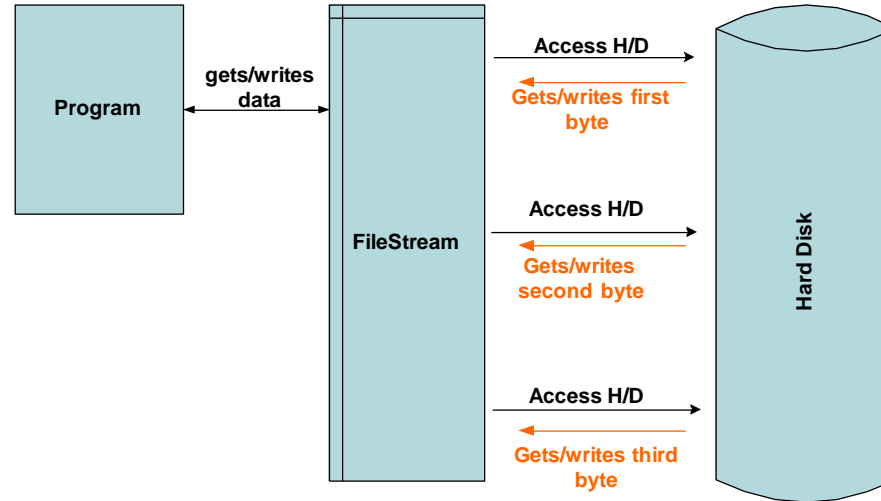 Program
gets/writes
data
FileStream
Access H/D
Gets/writes first
byte
Access H/D
Gets/writes
second byte
Access H/D
Gets/writes third
byte
Hard Disk